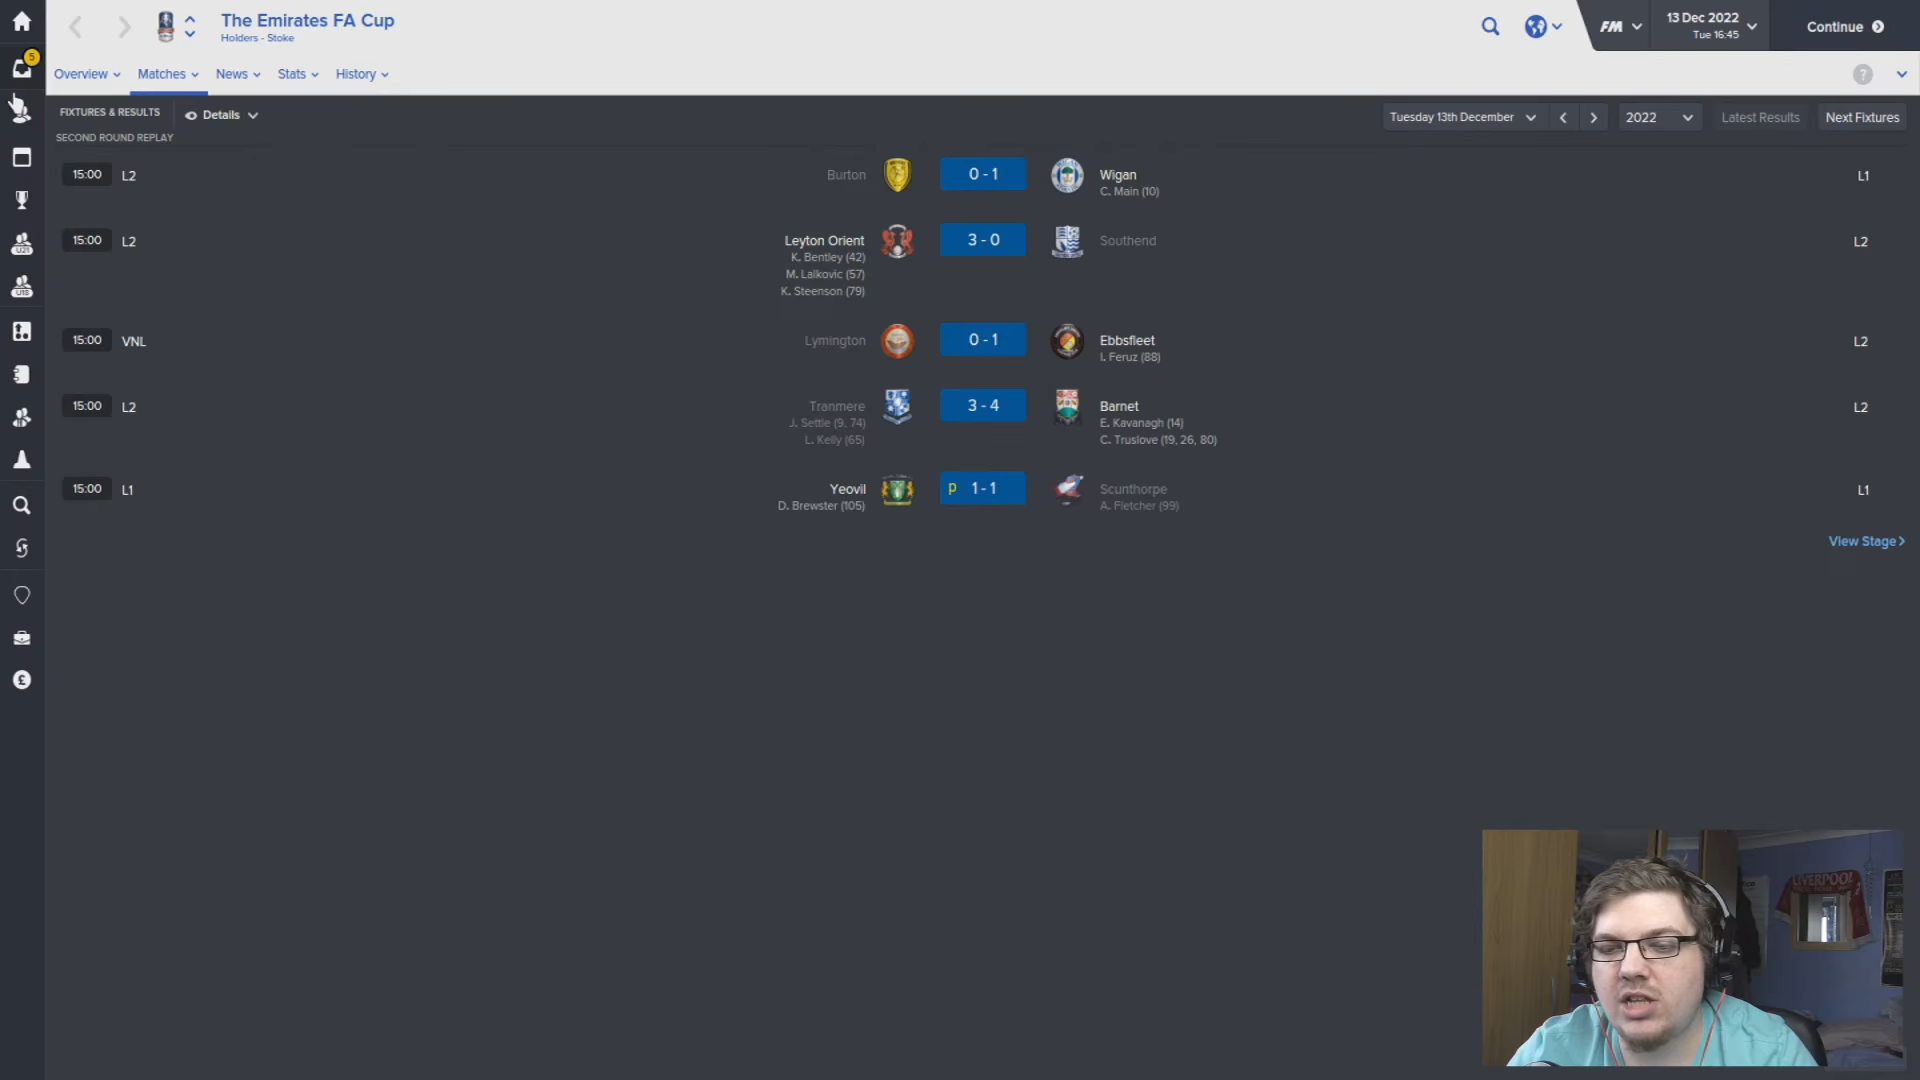 The Emirates FA Cup
Holders - Stoke
FM
13 Dec 2022
Tue 16:45
Continue
5
Overview
Matches
News
Stats
History
?
FIXTURES & RESULTS
Details
Tuesday 13th December
2022
Latest Results
Next Fixtures
SECOND ROUND REPLAY
15:00 L2 Burton 0 - 1 Wigan L1
C. Main (10)
15:00 L2 Leyton Orient 3 - 0 Southend L2
K. Bentley (42)
M. Lalkovic (57)
K. Steenson (79)
15:00 VNL Lymington 0 - 1 Ebbsfleet L2
I. Feruz (88)
15:00 L2 Tranmere 3 - 4 Barnet L2
J. Settle (9, 74) E. Kavanagh (14)
L. Kelly (65) C. Truslove (19, 26, 80)
15:00 L1 Yeovil p 1 - 1 Scunthorpe L1
D. Brewster (105) A. Fletcher (99)
View Stage
U21
U18
£
LIVERPOOL